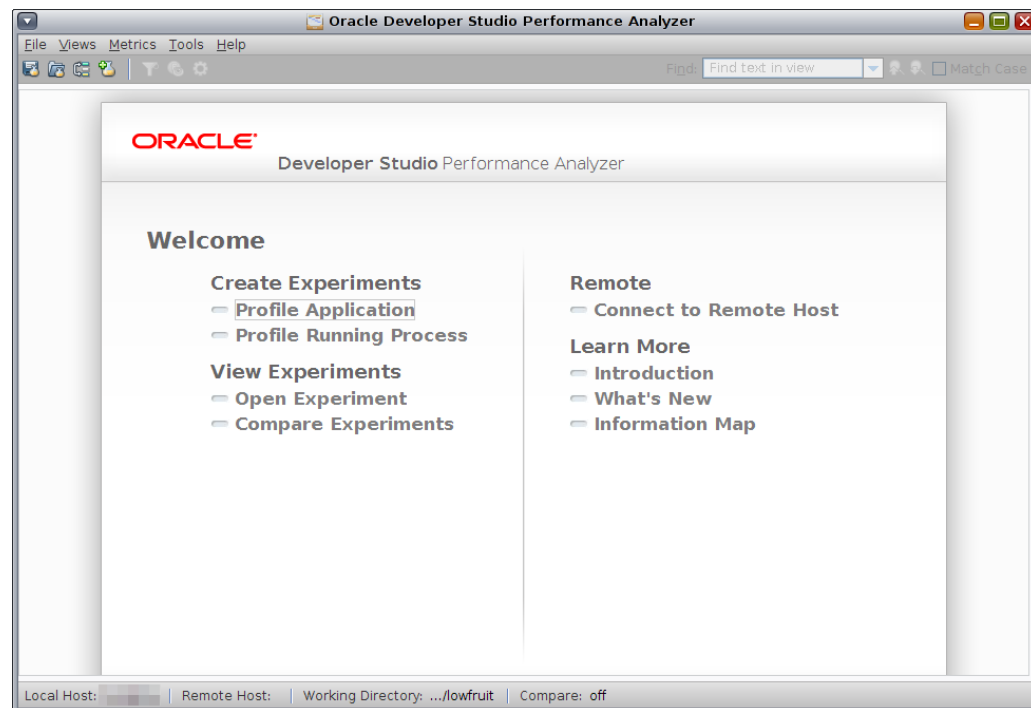 Oracle Developer Studio Performance Analyzer
File Views Metrics Tools Help
Find: Find text in view Match Case
ORACLE
Developer Studio Performance Analyzer
Welcome
Create Experiments
Profile Application
Profile Running Process
View Experiments
Open Experiment
Compare Experiments
Remote
Connect to Remote Host
Learn More
Introduction
What's New
Information Map
Local Host: Remote Host: Working Directory: .../lowfruit Compare: off